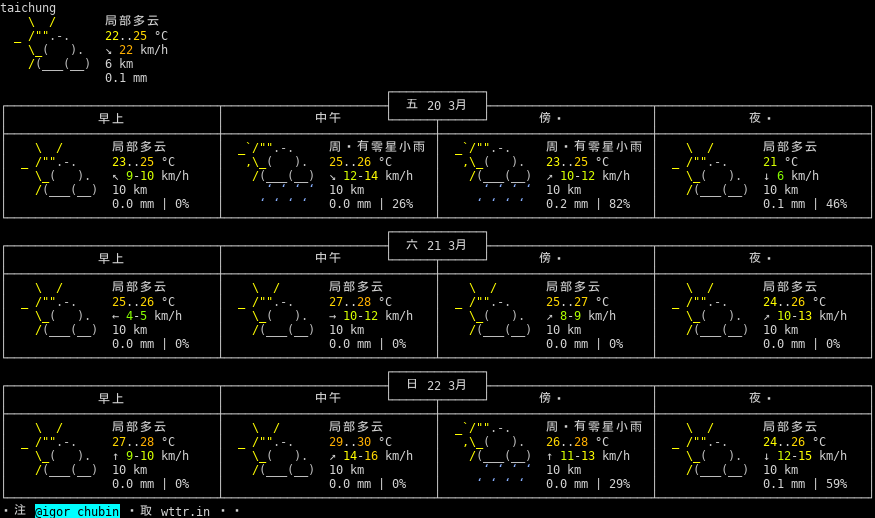 taichung
局部多云
22..25 °C
↘ 22 km/h
6 km
0.1 mm
五 20 3月
早上 中午 傍・ 夜・
局部多云 周・有零星小雨 周・有零星小雨 局部多云
23..25 °C 25..26 °C 23..25 °C 21 °C
↖ 9-10 km/h ↘ 12-14 km/h ↗ 10-12 km/h ↓ 6 km/h
10 km 10 km 10 km 10 km
0.0 mm | 0% 0.0 mm | 26% 0.2 mm | 82% 0.1 mm | 46%
六 21 3月
早上 中午 傍・ 夜・
局部多云 局部多云 局部多云 局部多云
25..26 °C 27..28 °C 25..27 °C 24..26 °C
← 4-5 km/h → 10-12 km/h ↗ 8-9 km/h ↗ 10-13 km/h
10 km 10 km 10 km 10 km
0.0 mm | 0% 0.0 mm | 0% 0.0 mm | 0% 0.0 mm | 0%
日 22 3月
早上 中午 傍・ 夜・
局部多云 局部多云 周・有零星小雨 局部多云
27..28 °C 29..30 °C 26..28 °C 24..26 °C
↑ 9-10 km/h ↗ 14-16 km/h ↑ 11-13 km/h ↓ 12-15 km/h
10 km 10 km 10 km 10 km
0.0 mm | 0% 0.0 mm | 0% 0.0 mm | 29% 0.1 mm | 59%
・注 @igor_chubin ・取 wttr.in ・・